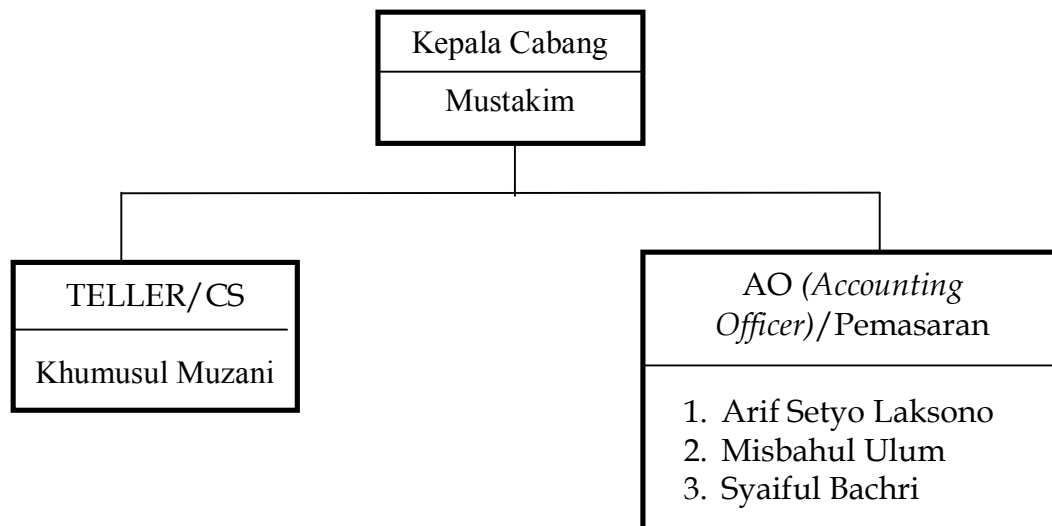 Kepala Cabang
Mustakim
TELLER/CS
Khumusul Muzani
AO (Accounting
Officer)/Pemasaran
1. Arif Setyo Laksono
2. Misbahul Ulum
3. Syaiful Bachri